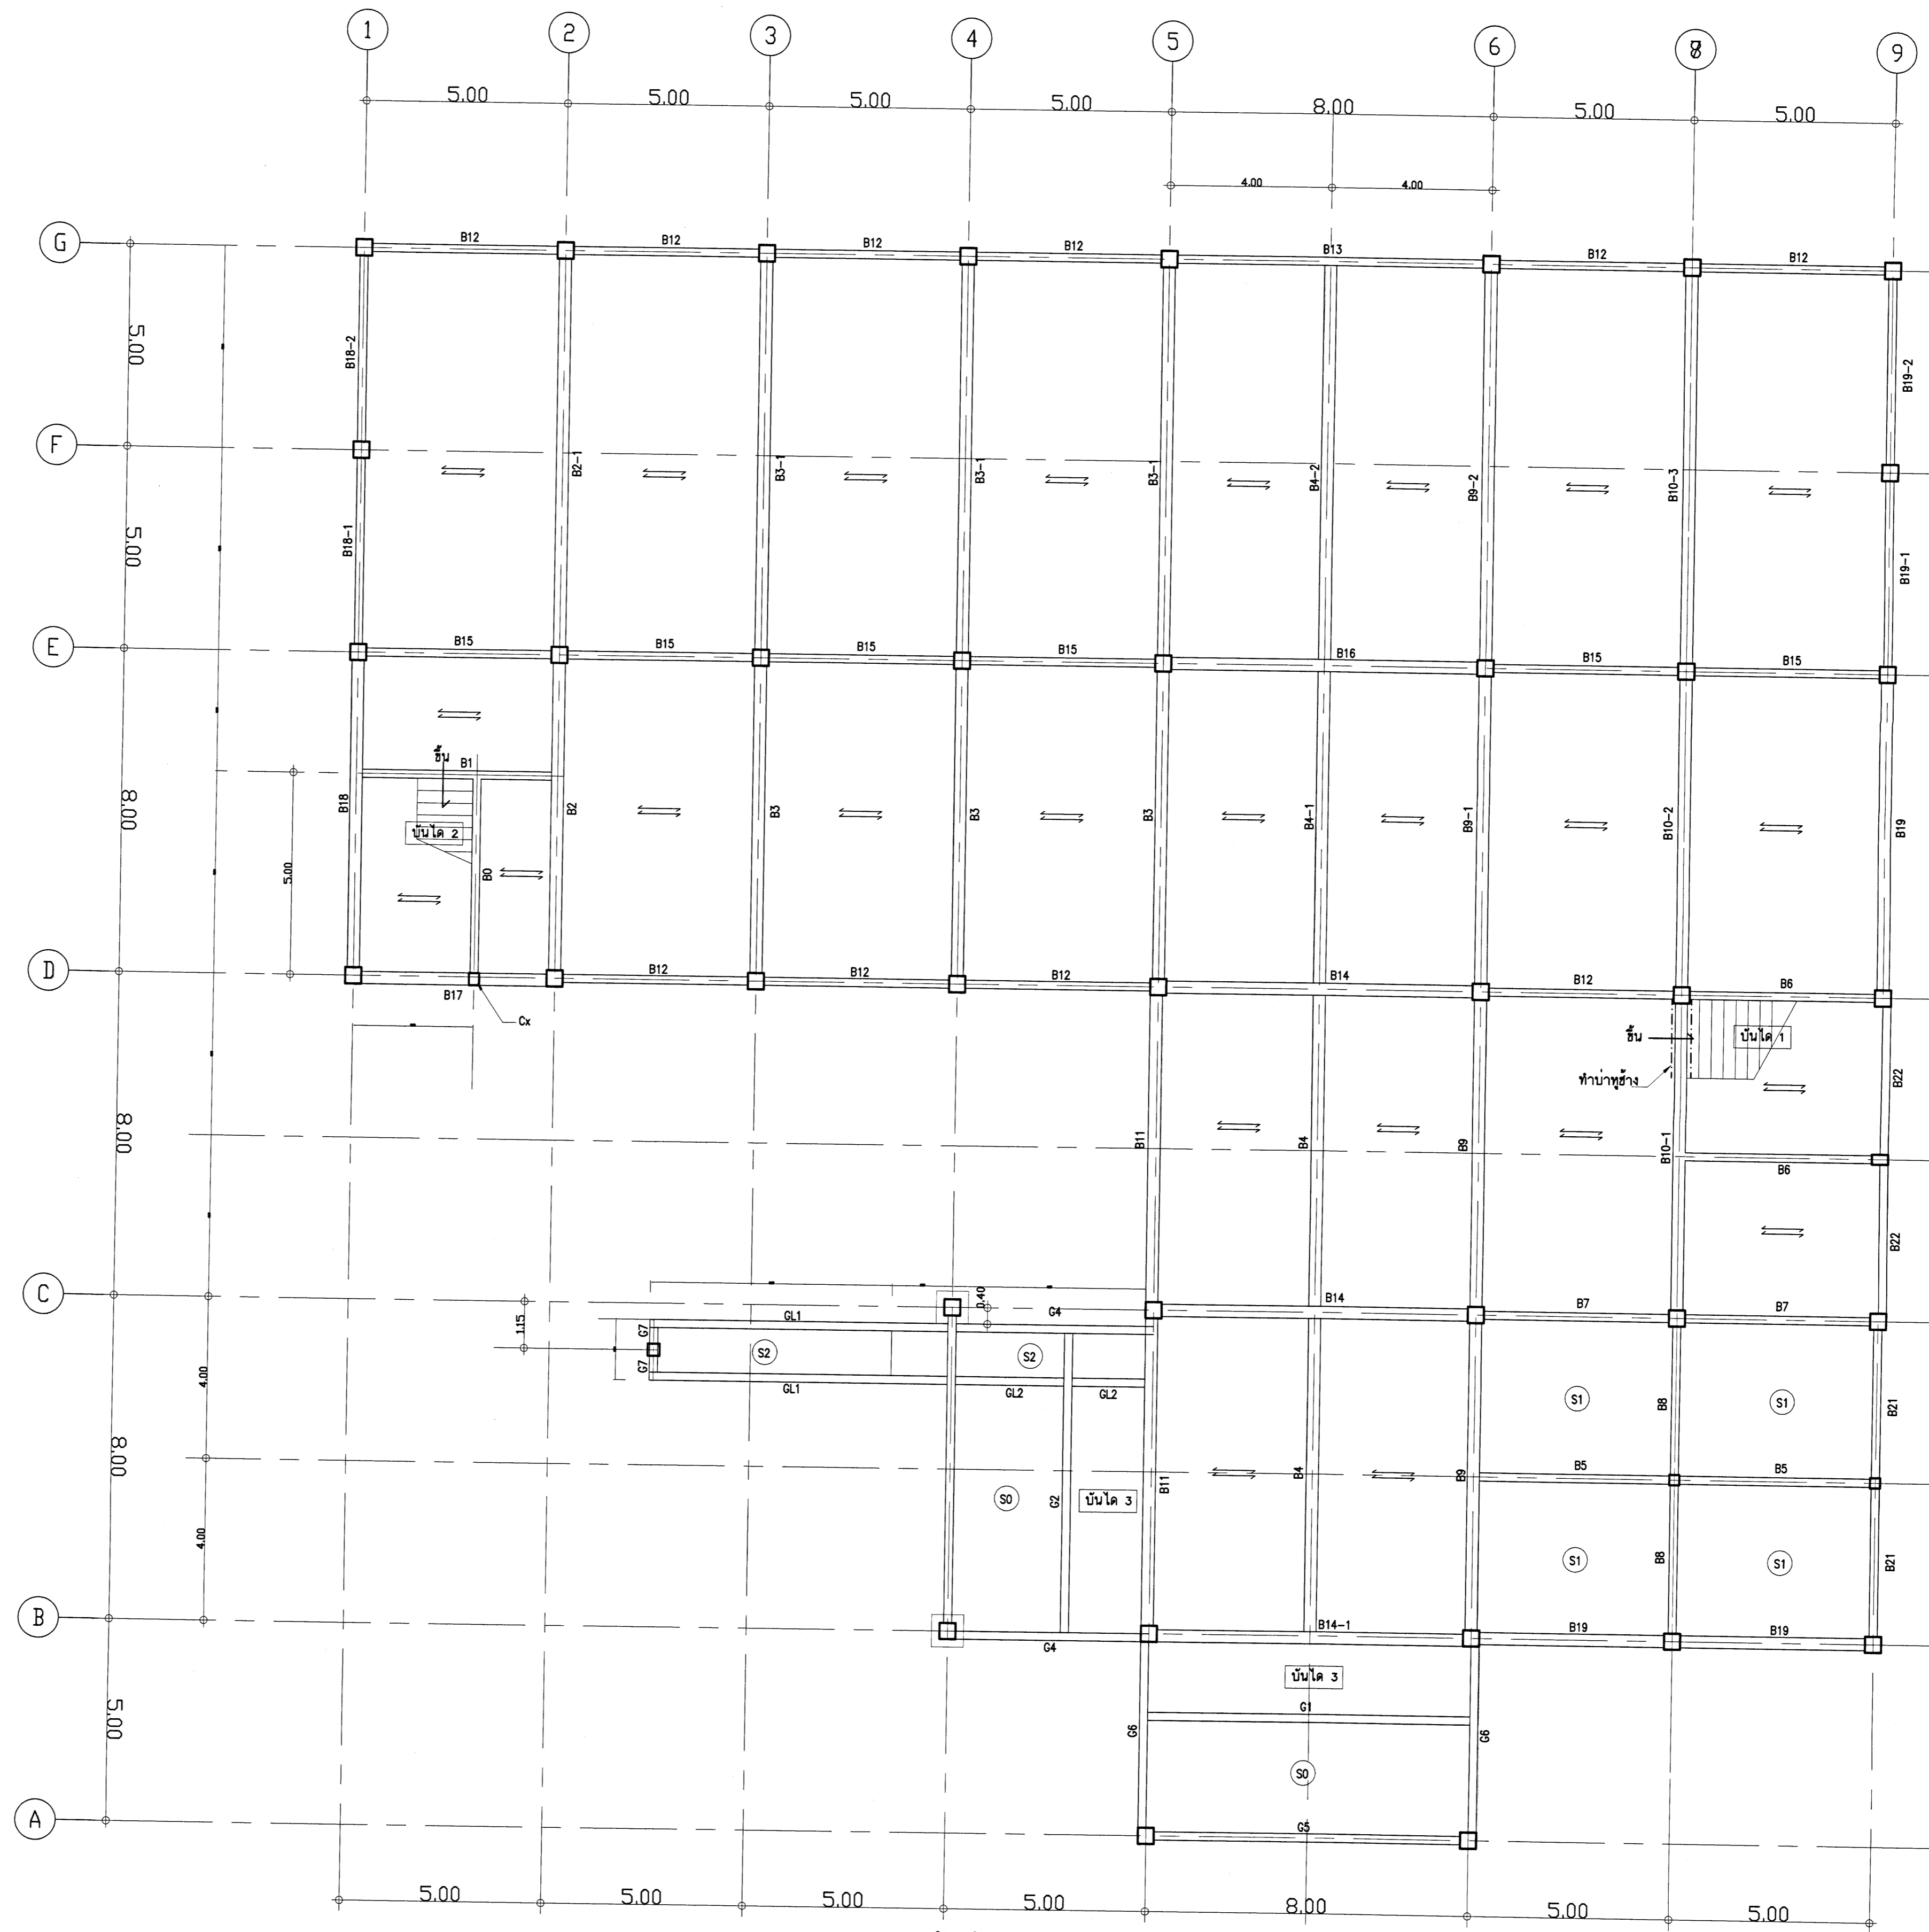 1 2 3 4 5 6 9
5.00 5.00 5.00 5.00 8.00 5.00 5.00
4.00 4.00
G
B12 B12 B12 B12 B13 B12 B12
5.00
B18-2 B19-2
F
B2-1 B3-1 B3-1 B3-1 B4-2 B9-2 B10-3
5.00
B18-1 B19-1
E
B15 B15 B15 B15 B16 B15 B15
ขึ้น
B1
8.00
B18 B2 B3 B3 B3 B4-1 B9-1 B10-2 B19
บันได 2
5.00
B0
D
B12 B12 B12 B14 B12 B6
B17
Cx
ขึ้น
บันได 1
ทำบ่าหูช้าง
B22
8.00
B11 B4 B9 B10-1
B6
B22
C
0.40
1.15
GL1 G4 B14 B7 B7
G7
S2 S2
G7
GL1 GL2 GL2
4.00
S1 B8 S1 B21
8.00
B5 B5
S0 G2 บันได 3 B11 B4 B9
4.00
S1 B8 S1 B21
B
G4 B14-1 B19 B19
บันได 3
5.00
G6 G1 G6
S0
A
G5
5.00 5.00 5.00 5.00 8.00 5.00 5.00